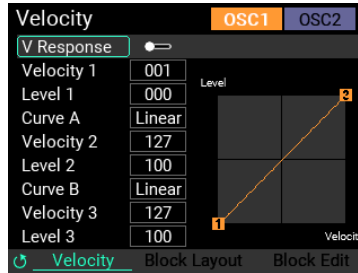 Velocity OSC1 OSC2
V Response
Velocity 1 001
Level 1 000
Curve A Linear
Velocity 2 127
Level 2 100
Curve B Linear
Velocity 3 127
Level 3 100
Level
2
1
Velocit
Velocity Block Layout Block Edit